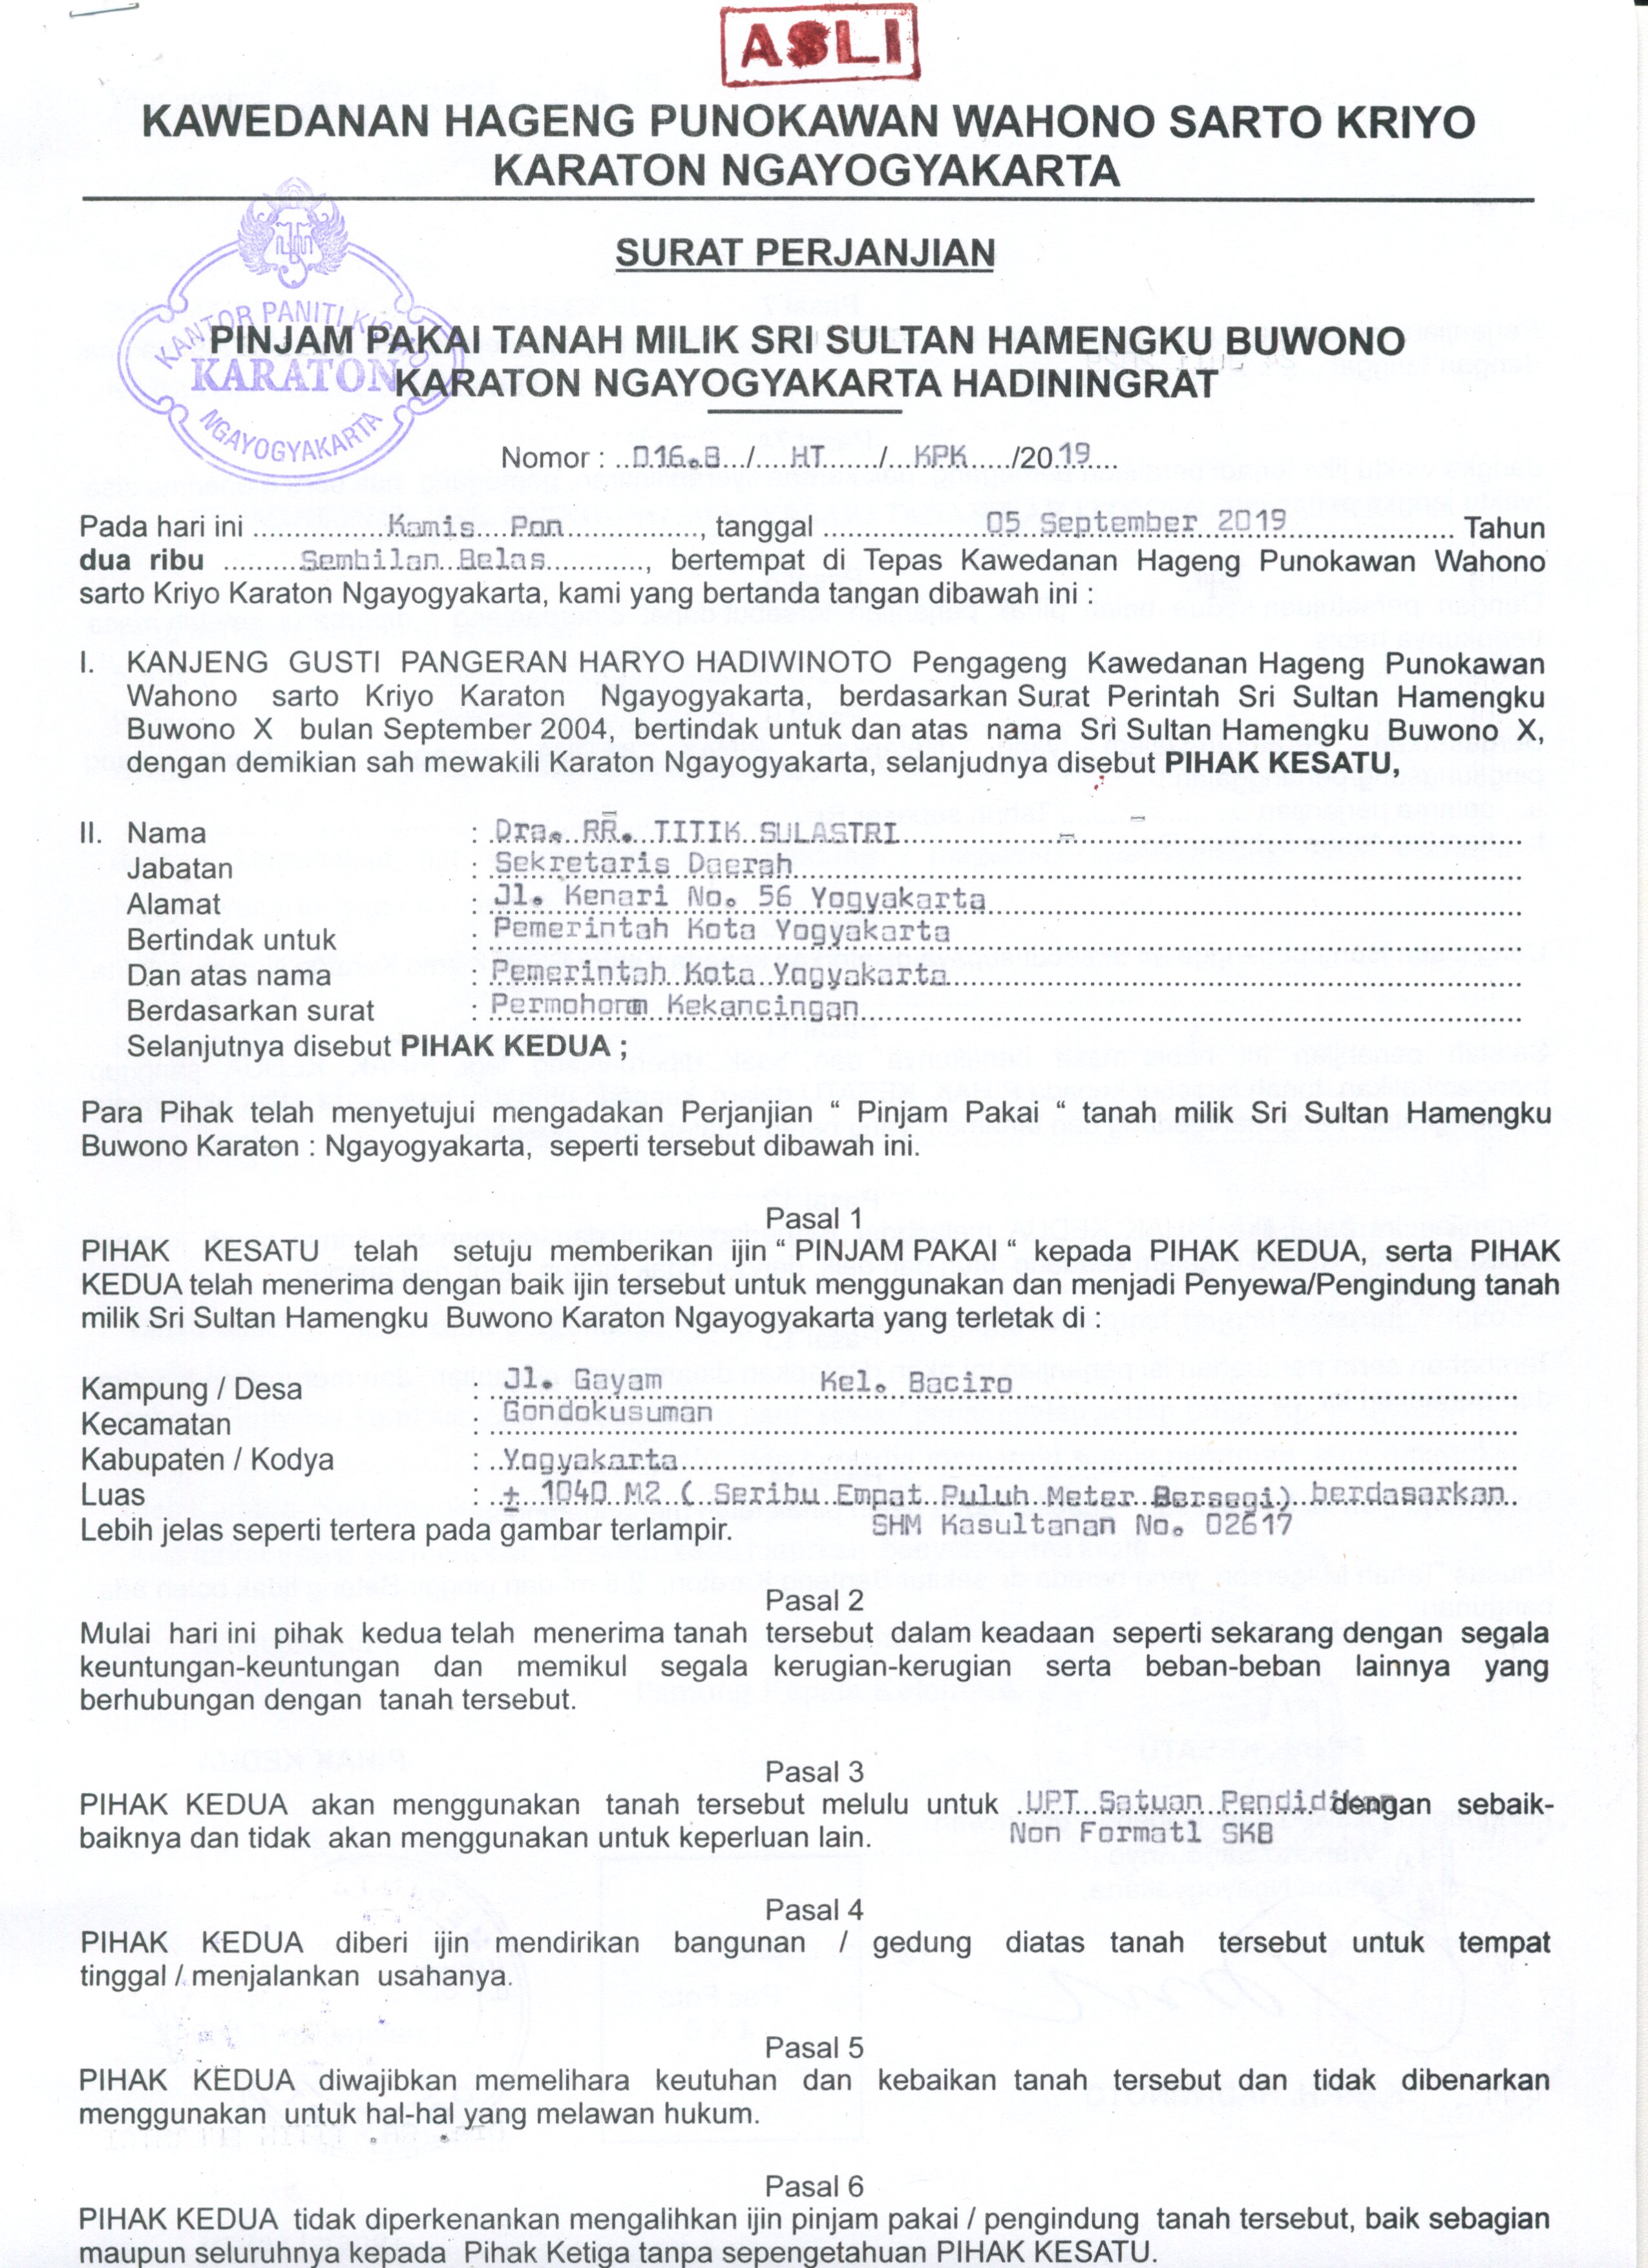 ASLI
KAWEDANAN HAGENG PUNOKAWAN WAHONO SARTO KRIYO
KARATON NGAYOGYAKARTA
SURAT PERJANJIAN
KANTOR PANITI KISMO
KARATON
NGAYOGYAKARTA
PINJAM PAKAI TANAH MILIK SRI SULTAN HAMENGKU BUWONO
KARATON NGAYOGYAKARTA HADININGRAT
Nomor : ..016.8.../.... HT....../... KPK ..../2019....
Pada hari ini ................Kamis Pon................, tanggal ....................05 September 2019.................... Tahun
dua ribu .........Sembilan Belas............, bertempat di Tepas Kawedanan Hageng Punokawan Wahono
sarto Kriyo Karaton Ngayogyakarta, kami yang bertanda tangan dibawah ini :
I. KANJENG GUSTI PANGERAN HARYO HADIWINOTO Pengageng Kawedanan Hageng Punokawan
Wahono sarto Kriyo Karaton Ngayogyakarta, berdasarkan Surat Perintah Sri Sultan Hamengku
Buwono X bulan September 2004, bertindak untuk dan atas nama Sri Sultan Hamengku Buwono X,
dengan demikian sah mewakili Karaton Ngayogyakarta, selanjudnya disebut PIHAK KESATU,
II. Nama : Dra. RR. TITIK SULASTRI
Jabatan : Sekretaris Daerah
Alamat : Jl. Kenari No. 56 Yogyakarta
Bertindak untuk : Pemerintah Kota Yogyakarta
Dan atas nama : Pemerintah Kota Yogyakarta
Berdasarkan surat : Kekancingan
Selanjutnya disebut PIHAK KEDUA ;
Para Pihak telah menyetujui mengadakan Perjanjian “ Pinjam Pakai “ tanah milik Sri Sultan Hamengku
Buwono Karaton : Ngayogyakarta, seperti tersebut dibawah ini.
Pasal 1
PIHAK KESATU telah setuju memberikan ijin “ PINJAM PAKAI “ kepada PIHAK KEDUA, serta PIHAK
KEDUA telah menerima dengan baik ijin tersebut untuk menggunakan dan menjadi Penyewa/Pengindung tanah
milik Sri Sultan Hamengku Buwono Karaton Ngayogyakarta yang terletak di :
Kampung / Desa : Jl. Gayam Kel. Baciro
Kecamatan : Gondokusuman
Kabupaten / Kodya : Yogyakarta
Luas : ± 1040 M2 ( Seribu Empat Puluh Meter Bersegi) berdasarkan
Lebih jelas seperti tertera pada gambar terlampir. SHM Kasultanan No. 02617
Pasal 2
Mulai hari ini pihak kedua telah menerima tanah tersebut dalam keadaan seperti sekarang dengan segala
keuntungan-keuntungan dan memikul segala kerugian-kerugian serta beban-beban lainnya yang
berhubungan dengan tanah tersebut.
Pasal 3
PIHAK KEDUA akan menggunakan tanah tersebut melulu untuk UPT Satuan Pendidikan dengan sebaik-
baiknya dan tidak akan menggunakan untuk keperluan lain. Non Formatl SKB
Pasal 4
PIHAK KEDUA diberi ijin mendirikan bangunan / gedung diatas tanah tersebut untuk tempat
tinggal / menjalankan usahanya.
Pasal 5
PIHAK KEDUA diwajibkan memelihara keutuhan dan kebaikan tanah tersebut dan tidak dibenarkan
menggunakan untuk hal-hal yang melawan hukum.
Pasal 6
PIHAK KEDUA tidak diperkenankan mengalihkan ijin pinjam pakai / pengindung tanah tersebut, baik sebagian
maupun seluruhnya kepada Pihak Ketiga tanpa sepengetahuan PIHAK KESATU.